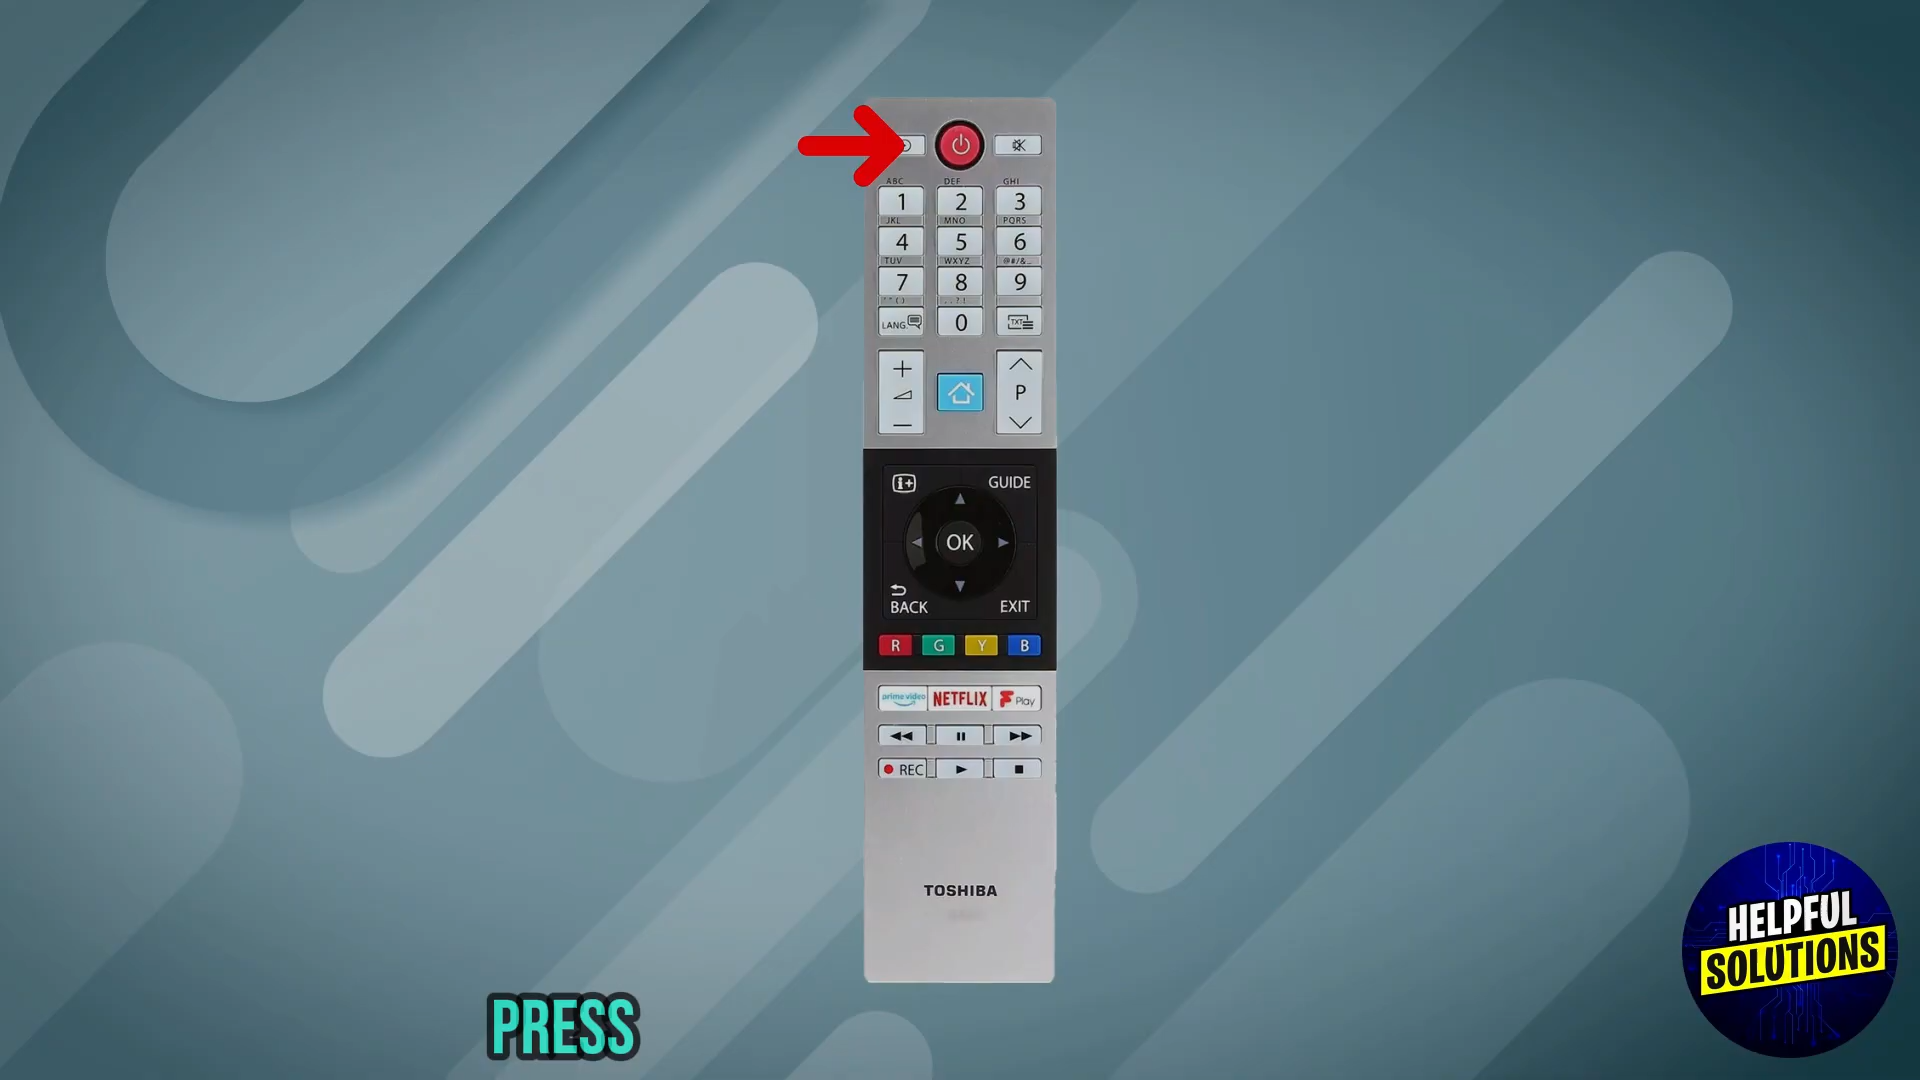 ABC DEF GHI
1 2 3
JKL MNO PQRS
4 5 6
TUV WXYZ @#/&_
7 8 9
LANG. 0 TXT
+ P −
GUIDE
OK
BACK EXIT
R G Y B
prime video NETFLIX F Play
REC
TOSHIBA
HELPFUL
SOLUTIONS
PRESS